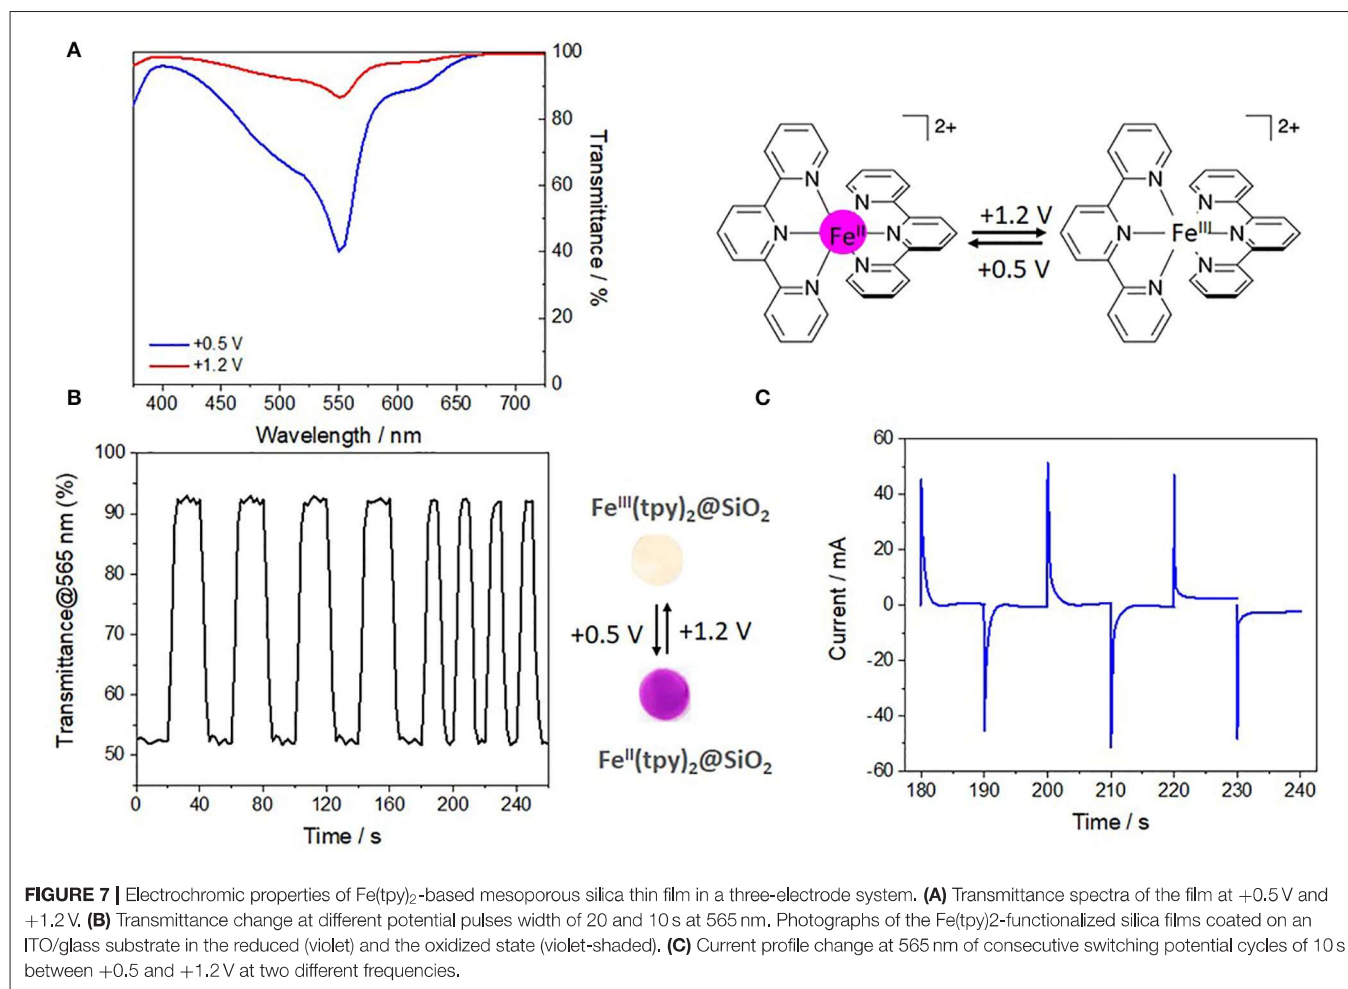 A
100
80
60
40
20
0
Transmittance / %
+0.5 V
+1.2 V
400 450 500 550 600 650 700
Wavelength / nm
2+
N
N
N
Fe^II
N
N
N
+1.2 V
+0.5 V
2+
N
N
N
Fe^III
N
N
N
B
100
90
80
70
60
50
Transmittance@565 nm (%)
0 40 80 120 160 200 240
Time / s
Fe^III(tpy)₂@SiO₂
+0.5 V
+1.2 V
Fe^II(tpy)₂@SiO₂
C
60
40
20
0
-20
-40
-60
Current / mA
180 190 200 210 220 230 240
Time / s
FIGURE 7 | Electrochromic properties of Fe(tpy)₂-based mesoporous silica thin film in a three-electrode system. (A) Transmittance spectra of the film at +0.5 V and
+1.2 V. (B) Transmittance change at different potential pulses width of 20 and 10 s at 565 nm. Photographs of the Fe(tpy)2-functionalized silica films coated on an
ITO/glass substrate in the reduced (violet) and the oxidized state (violet-shaded). (C) Current profile change at 565 nm of consecutive switching potential cycles of 10 s
between +0.5 and +1.2 V at two different frequencies.